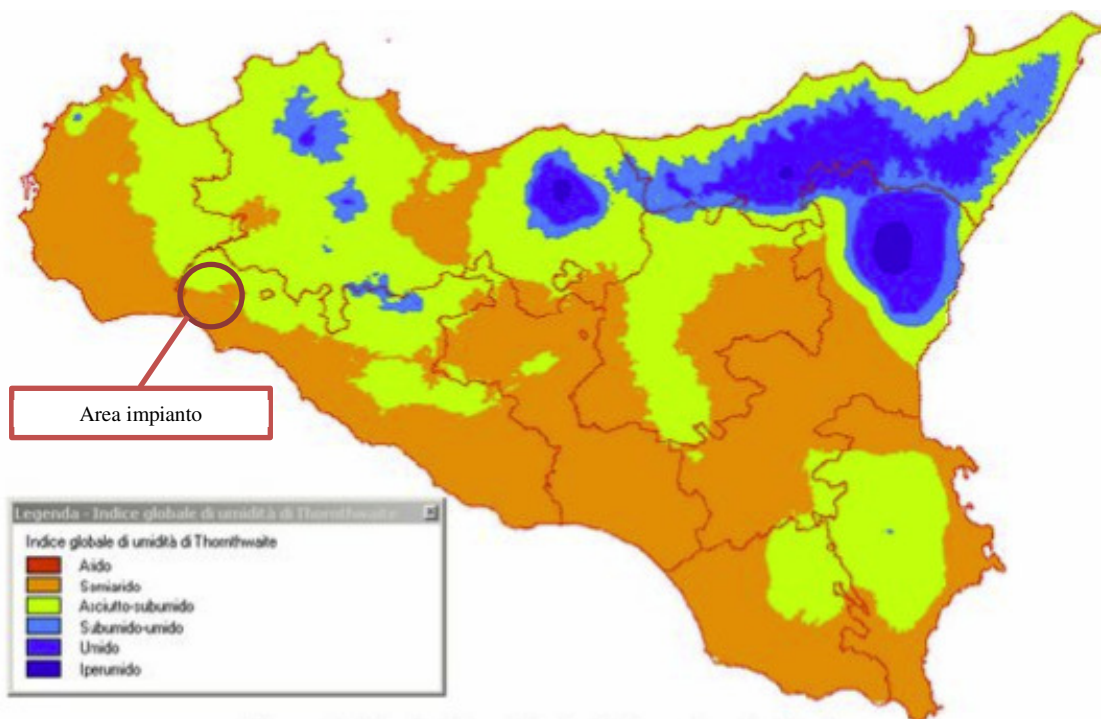 Area impianto
Legenda - Indice globale di umidità di Thornthwaite
Indice globale di umidità di Thornthwaite
Arido
Semiarido
Asciutto-subumido
Subumido-umido
Umido
Iperumido